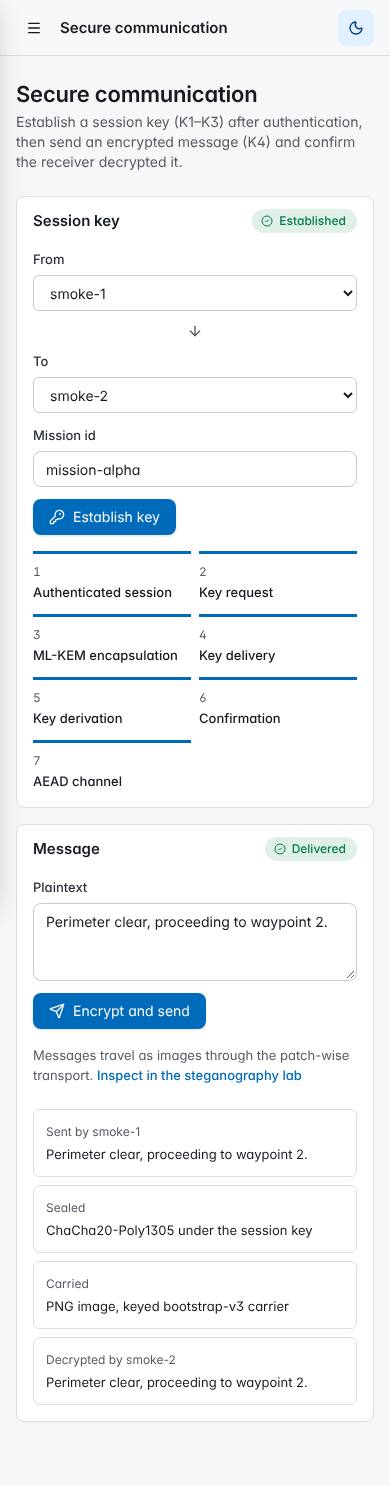 Secure communication
Secure communication
Establish a session key (K1–K3) after authentication,
then send an encrypted message (K4) and confirm
the receiver decrypted it.
Session key
Established
From
smoke-1
To
smoke-2
Mission id
mission-alpha
Establish key
1
Authenticated session
2
Key request
3
ML-KEM encapsulation
4
Key delivery
5
Key derivation
6
Confirmation
7
AEAD channel
Message
Delivered
Plaintext
Perimeter clear, proceeding to waypoint 2.
Encrypt and send
Messages travel as images through the patch-wise
transport. Inspect in the steganography lab
Sent by smoke-1
Perimeter clear, proceeding to waypoint 2.
Sealed
ChaCha20-Poly1305 under the session key
Carried
PNG image, keyed bootstrap-v3 carrier
Decrypted by smoke-2
Perimeter clear, proceeding to waypoint 2.